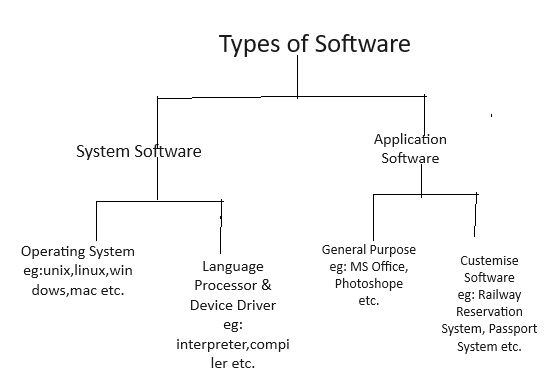 Types of Software
System Software
Application
Software
Operating System
eg:unix,linux,win
dows,mac etc.
Language
Processor &
Device Driver
eg:
interpreter,compi
ler etc.
General Purpose
eg: MS Office,
Photoshope
etc.
Customise
Software
eg: Railway
Reservation
System, Passport
System etc.